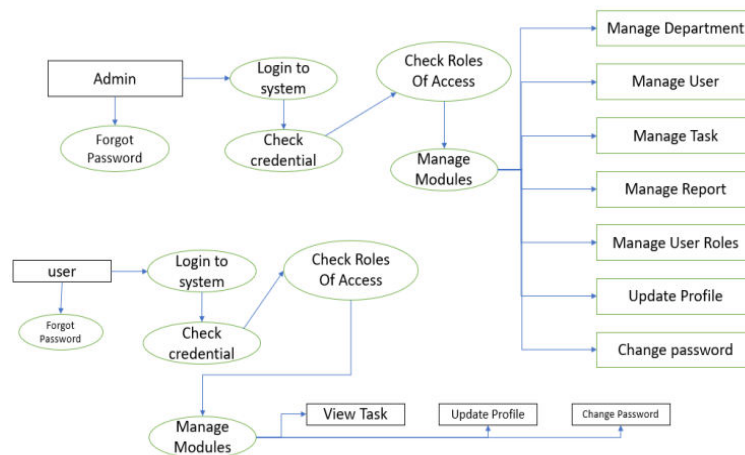 Manage Department
Login to
system
Check Roles
Of Access
Admin
Manage User
Forgot
Password
Check
credential
Manage Task
Manage
Modules
Manage Report
Manage User Roles
Login to
system
Check Roles
Of Access
user
Update Profile
Forgot
Password
Check
credential
Change password
Manage
Modules
View Task
Update Profile
Change Password